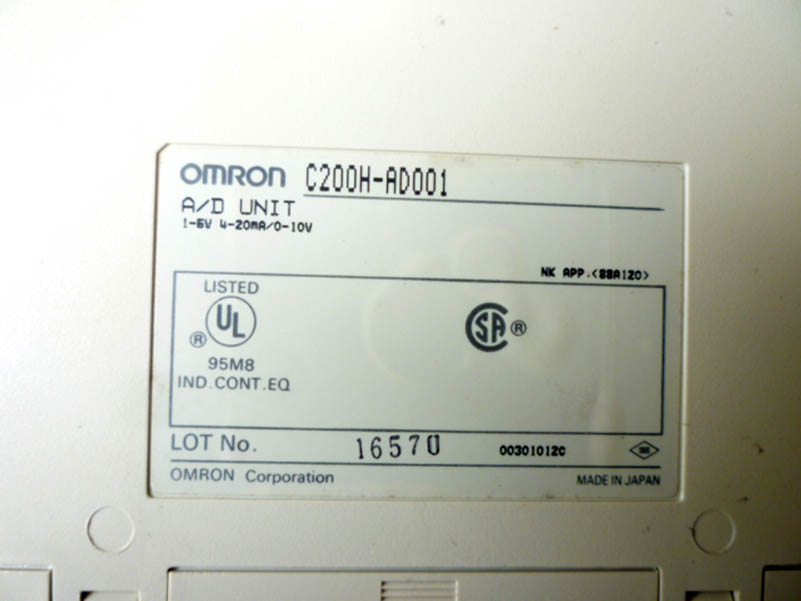 OMRON C200H-AD001
A/D UNIT
1-5V 4-20mA/0-10V
NK APP.<88A120>
LISTED
UL
®
95M8
IND.CONT.EQ
CSA ®
LOT No. 16570 00301012C
OMRON Corporation MADE IN JAPAN